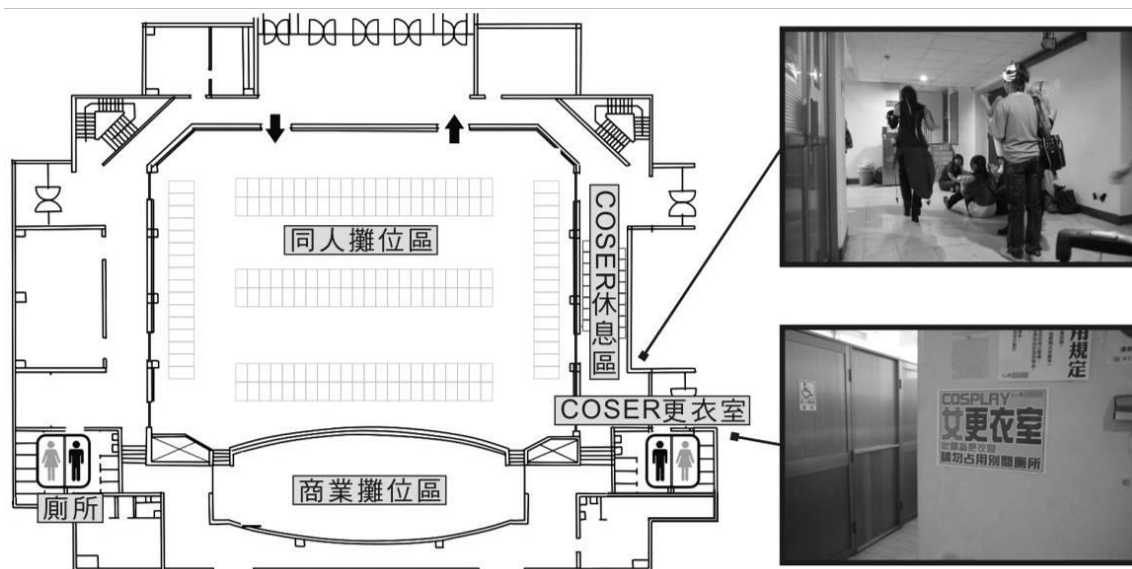 同人攤位區
COSER休息區
COSER更衣室
商業攤位區
廁所
用規定
COSPLAY
女更衣室
請勿占用別間廁所